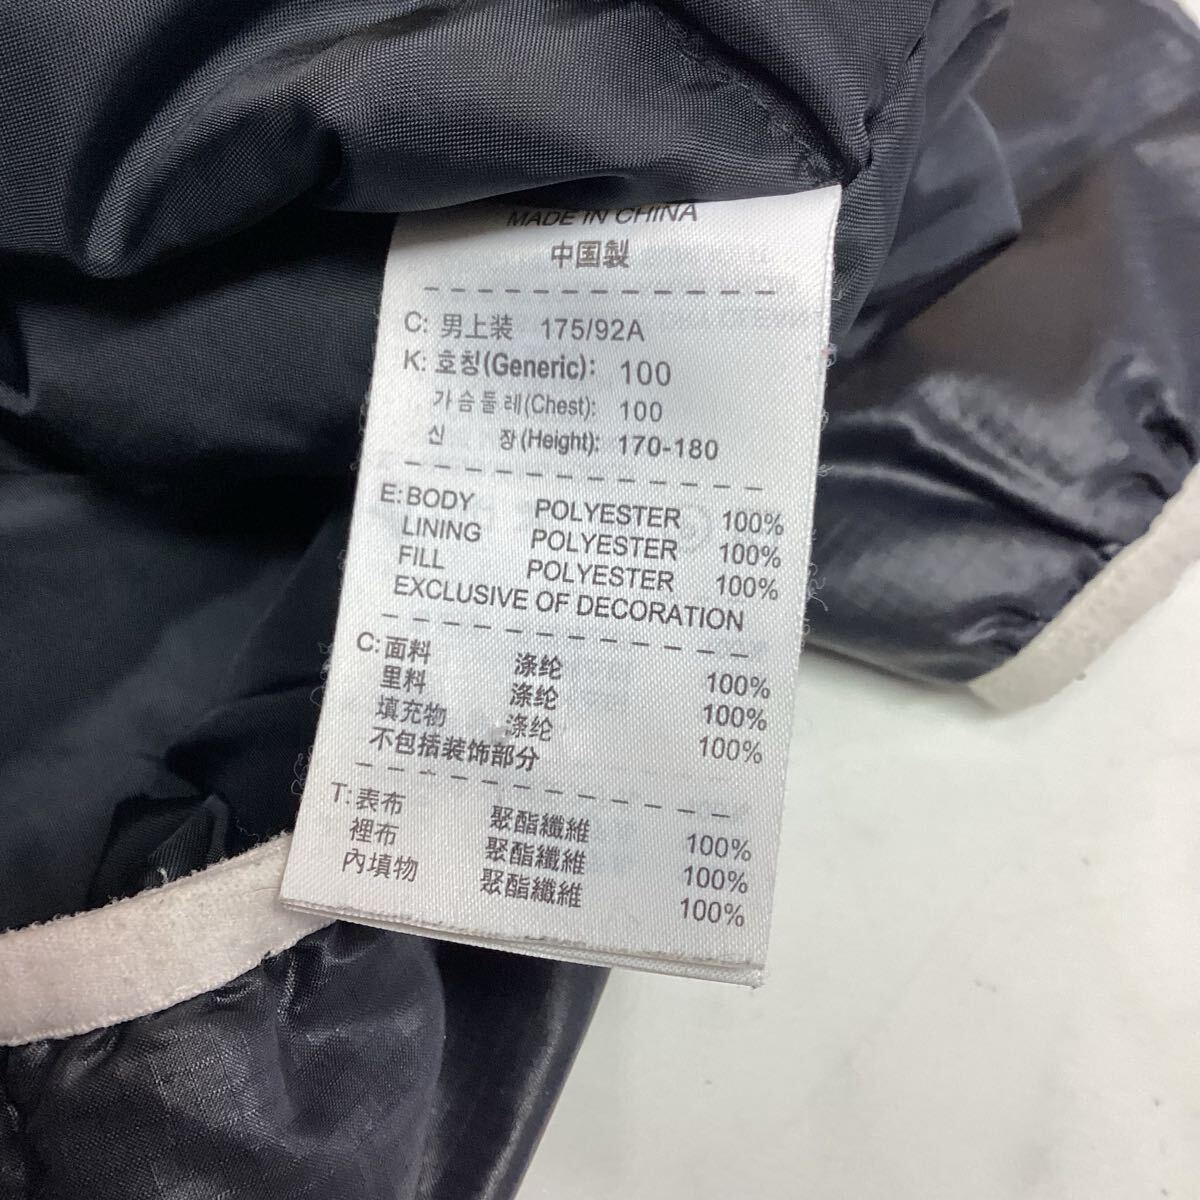 MADE IN CHINA
中国製
C: 男上装 175/92A
K: 호칭(Generic): 100
가슴둘레(Chest): 100
신 장(Height): 170-180
E: BODY POLYESTER 100%
LINING POLYESTER 100%
FILL POLYESTER 100%
EXCLUSIVE OF DECORATION
C: 面料 涤纶 100%
里料 涤纶 100%
填充物 涤纶 100%
不包括装饰部分
T: 表布 聚酯纖維 100%
裡布 聚酯纖維 100%
內填物 聚酯纖維 100%